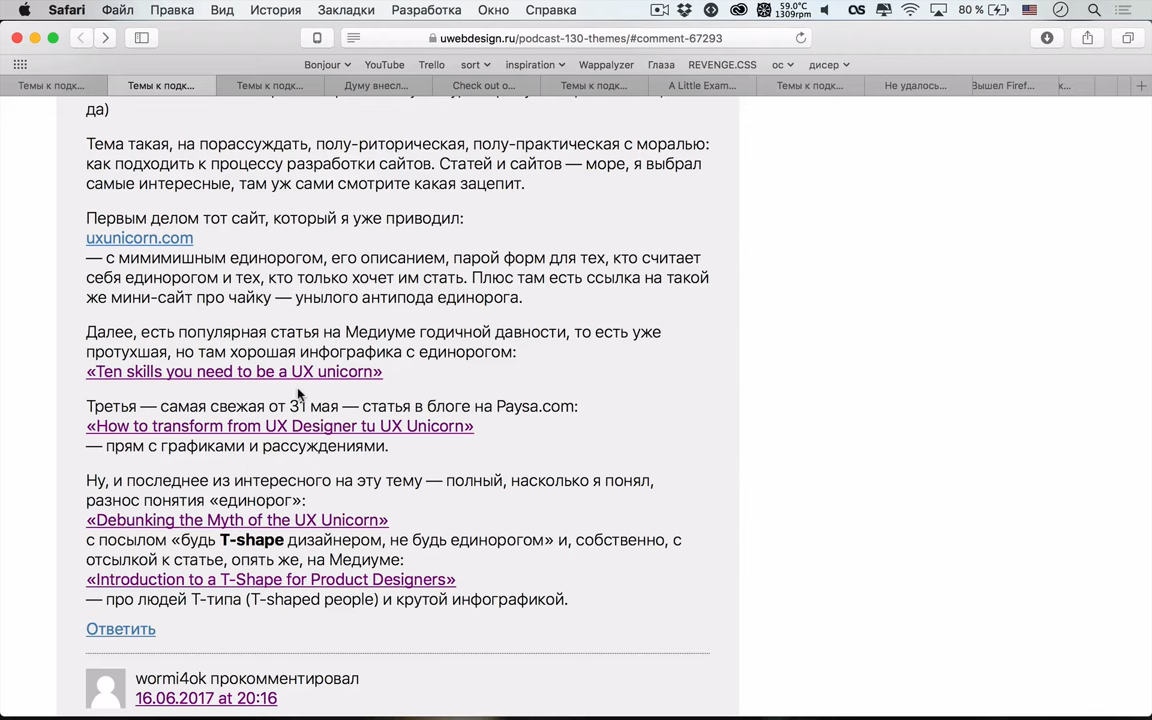 Safari Файл Правка Вид История Закладки Разработка Окно Справка 59.0°C 1309rpm 80 %
uwebdesign.ru/podcast-130-themes/#comment-67293
Bonjour YouTube Trello sort inspiration Wappalyzer Глаза REVENGE.CSS ос дисер
Темы к подк... Темы к подк... Темы к подк... Думу внесл... Check out o... Темы к подк... A Little Exam... Темы к подк... Не удалось... Вышел Firef... к...
да)
Тема такая, на порассуждать, полу-риторическая, полу-практическая с моралью:
как подходить к процессу разработки сайтов. Статей и сайтов — море, я выбрал
самые интересные, там уж сами смотрите какая зацепит.
Первым делом тот сайт, который я уже приводил:
uxunicorn.com
— с мимимишным единорогом, его описанием, парой форм для тех, кто считает
себя единорогом и тех, кто только хочет им стать. Плюс там есть ссылка на такой
же мини-сайт про чайку — унылого антипода единорога.
Далее, есть популярная статья на Медиуме годичной давности, то есть уже
протухшая, но там хорошая инфографика с единорогом:
«Ten skills you need to be a UX unicorn»
Третья — самая свежая от 31 мая — статья в блоге на Paysa.com:
«How to transform from UX Designer tu UX Unicorn»
— прям с графиками и рассуждениями.
Ну, и последнее из интересного на эту тему — полный, насколько я понял,
разнос понятия «единорог»:
«Debunking the Myth of the UX Unicorn»
с посылом «будь T-shape дизайнером, не будь единорогом» и, собственно, с
отсылкой к статье, опять же, на Медиуме:
«Introduction to a T-Shape for Product Designers»
— про людей Т-типа (T-shaped people) и крутой инфографикой.
Ответить
wormi4ok прокомментировал
16.06.2017 at 20:16